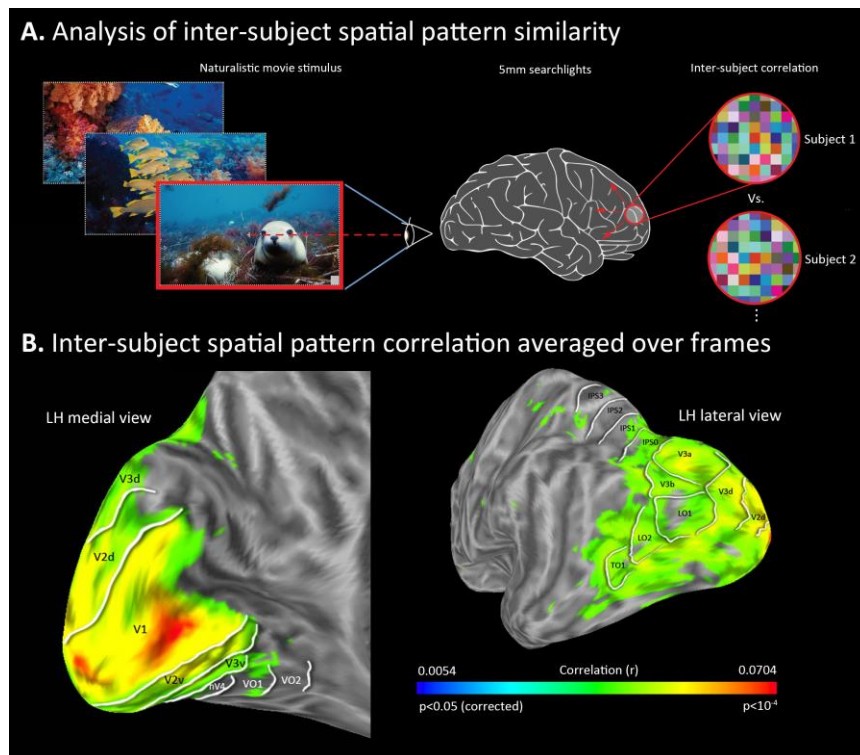 A. Analysis of inter-subject spatial pattern similarity
Naturalistic movie stimulus
5mm searchlights
Inter-subject correlation
Subject 1
Vs.
Subject 2
B. Inter-subject spatial pattern correlation averaged over frames
LH medial view
V3d
V2d
V1
V2v
V3v
hV4
VO1
VO2
LH lateral view
IPS3
IPS2
IPS1
IPS0
V3a
V3b
V3d
V2d
LO1
LO2
TO1
0.0054
Correlation (r)
0.0704
p<0.05 (corrected)
p<10⁻⁴